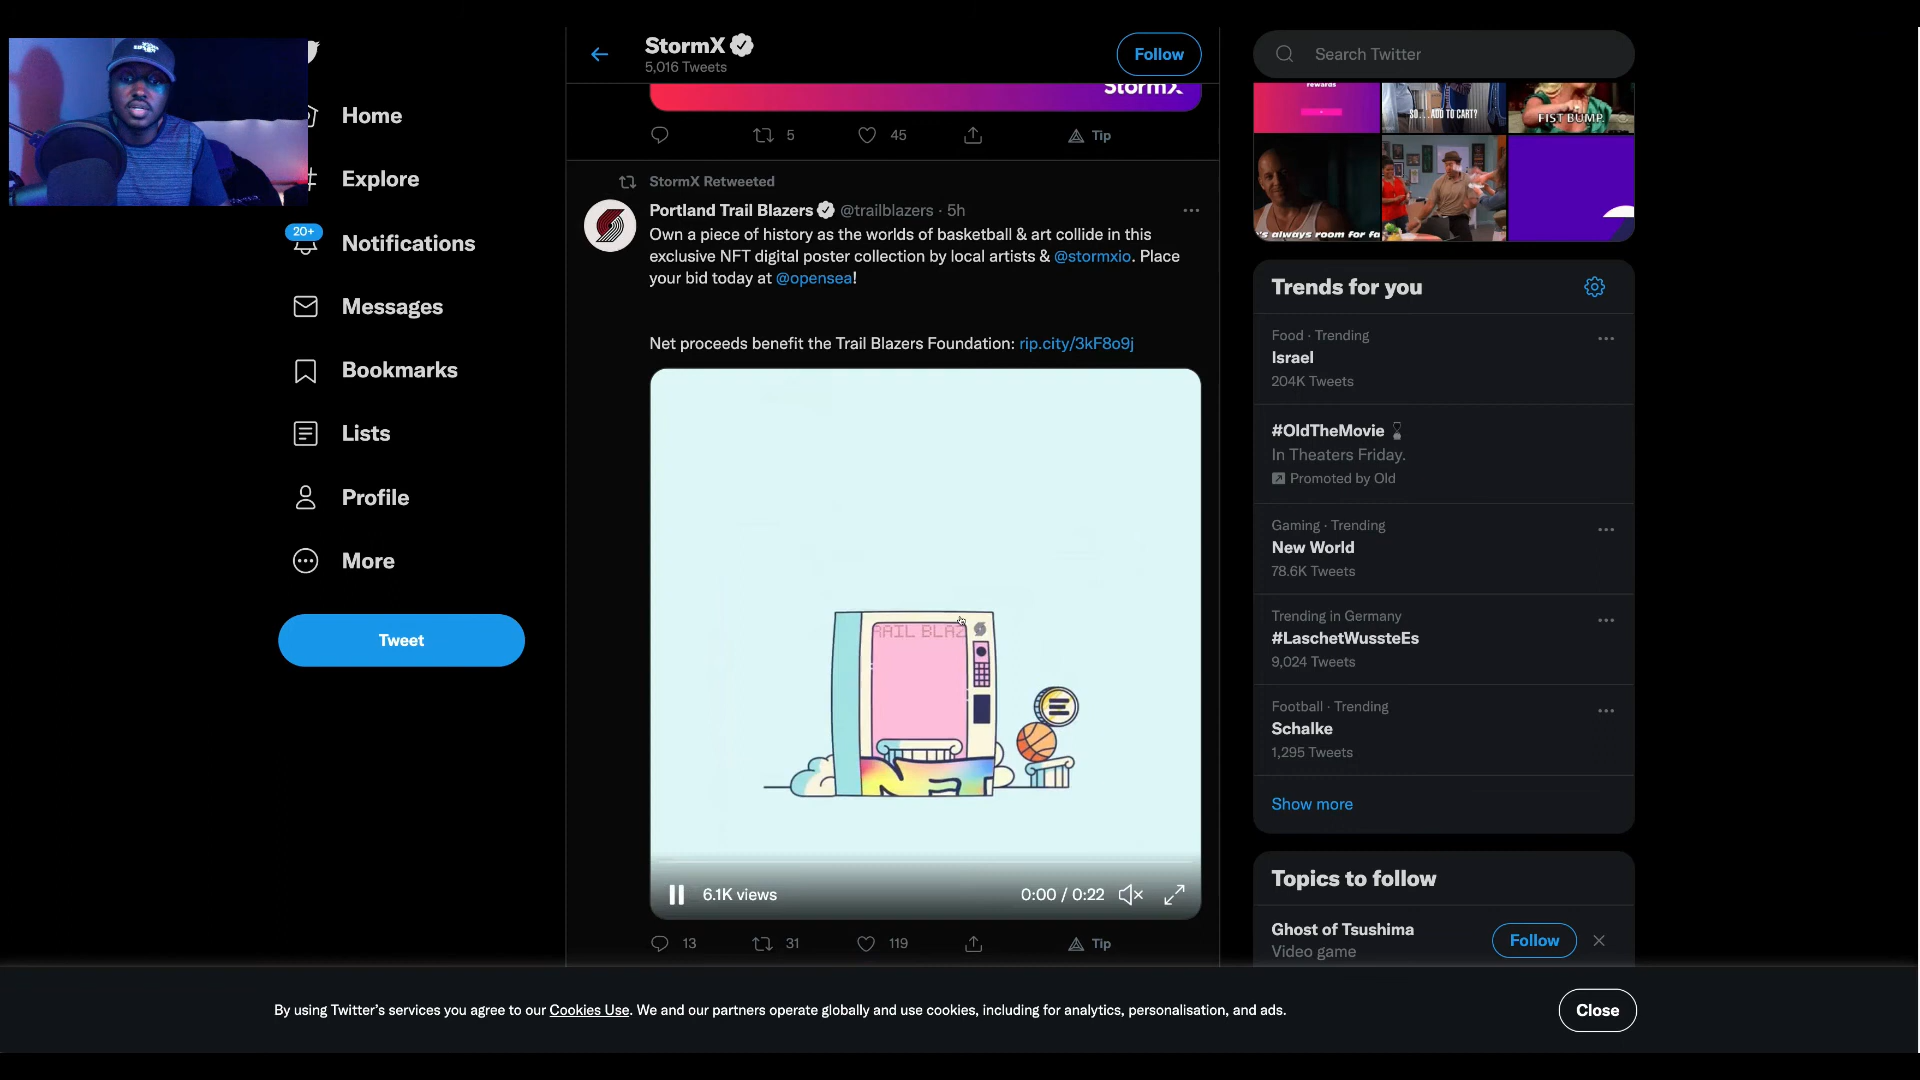 Home
Explore
Notifications
20+
Messages
Bookmarks
Lists
Profile
More
Tweet
StormX
5,016 Tweets
Follow
StormX
5
45
Tip
StormX Retweeted
Portland Trail Blazers @trailblazers · 5h
Own a piece of history as the worlds of basketball & art collide in this
exclusive NFT digital poster collection by local artists & @stormxio. Place
your bid today at @opensea!
Net proceeds benefit the Trail Blazers Foundation: rip.city/3kF8o9j
RAIL BLAZ
6.1K views
0:00 / 0:22
13
31
119
Tip
Search Twitter
rewards
SO...ADD TO CART?
FIST BUMP.
's always room for fa
Trends for you
Food · Trending
Israel
204K Tweets
#OldTheMovie
In Theaters Friday.
Promoted by Old
Gaming · Trending
New World
78.6K Tweets
Trending in Germany
#LaschetWussteEs
9,024 Tweets
Football · Trending
Schalke
1,295 Tweets
Show more
Topics to follow
Ghost of Tsushima
Video game
Follow
By using Twitter's services you agree to our Cookies Use. We and our partners operate globally and use cookies, including for analytics, personalisation, and ads.
Close